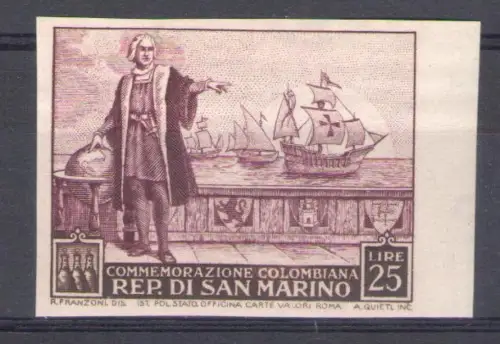 COMMEMORAZIONE COLOMBIANA
REP. DI SAN MARINO
LIRE
25
R. FRANZONI. DIS. IST. POL. STATO. OFFICINA CARTE VALORI ROMA A. QUIETI. INC.